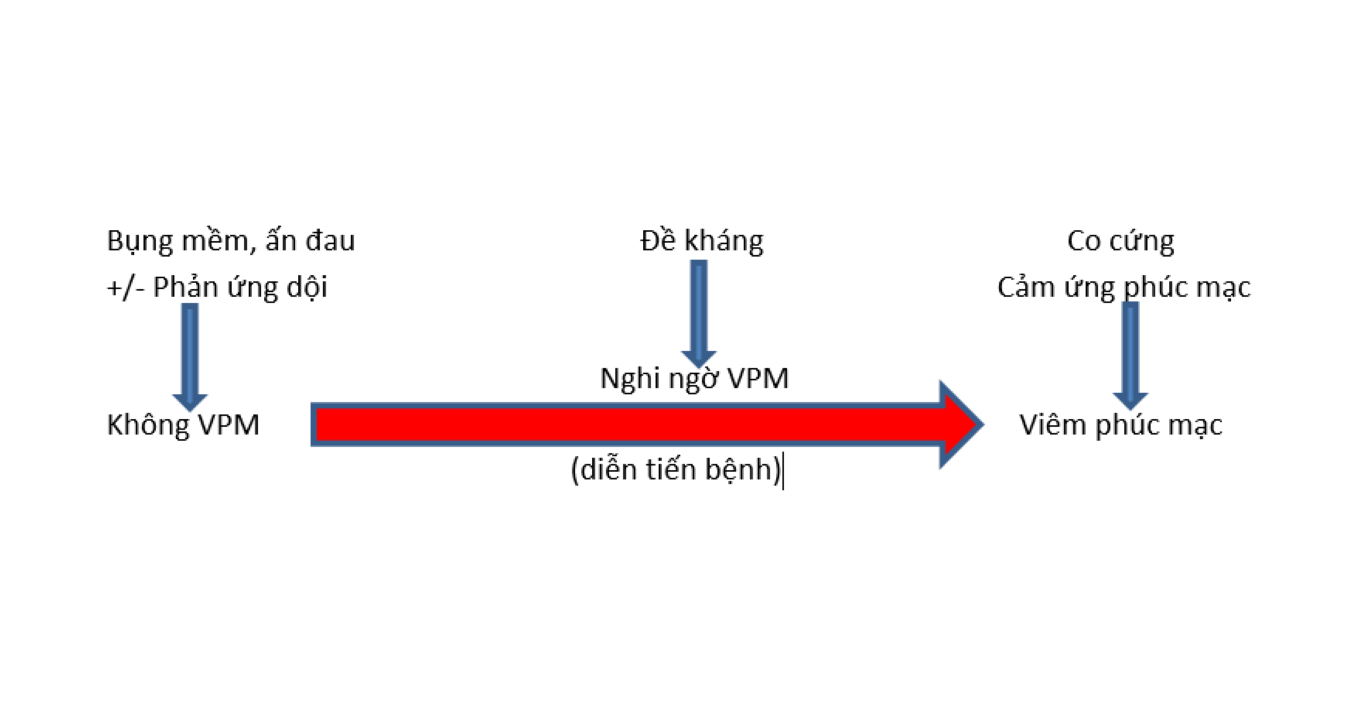 Bụng mềm, ấn đau
+/- Phản ứng dội
Đề kháng
Co cứng
Cảm ứng phúc mạc
Nghi ngờ VPM
Không VPM
Viêm phúc mạc
(diễn tiến bệnh)